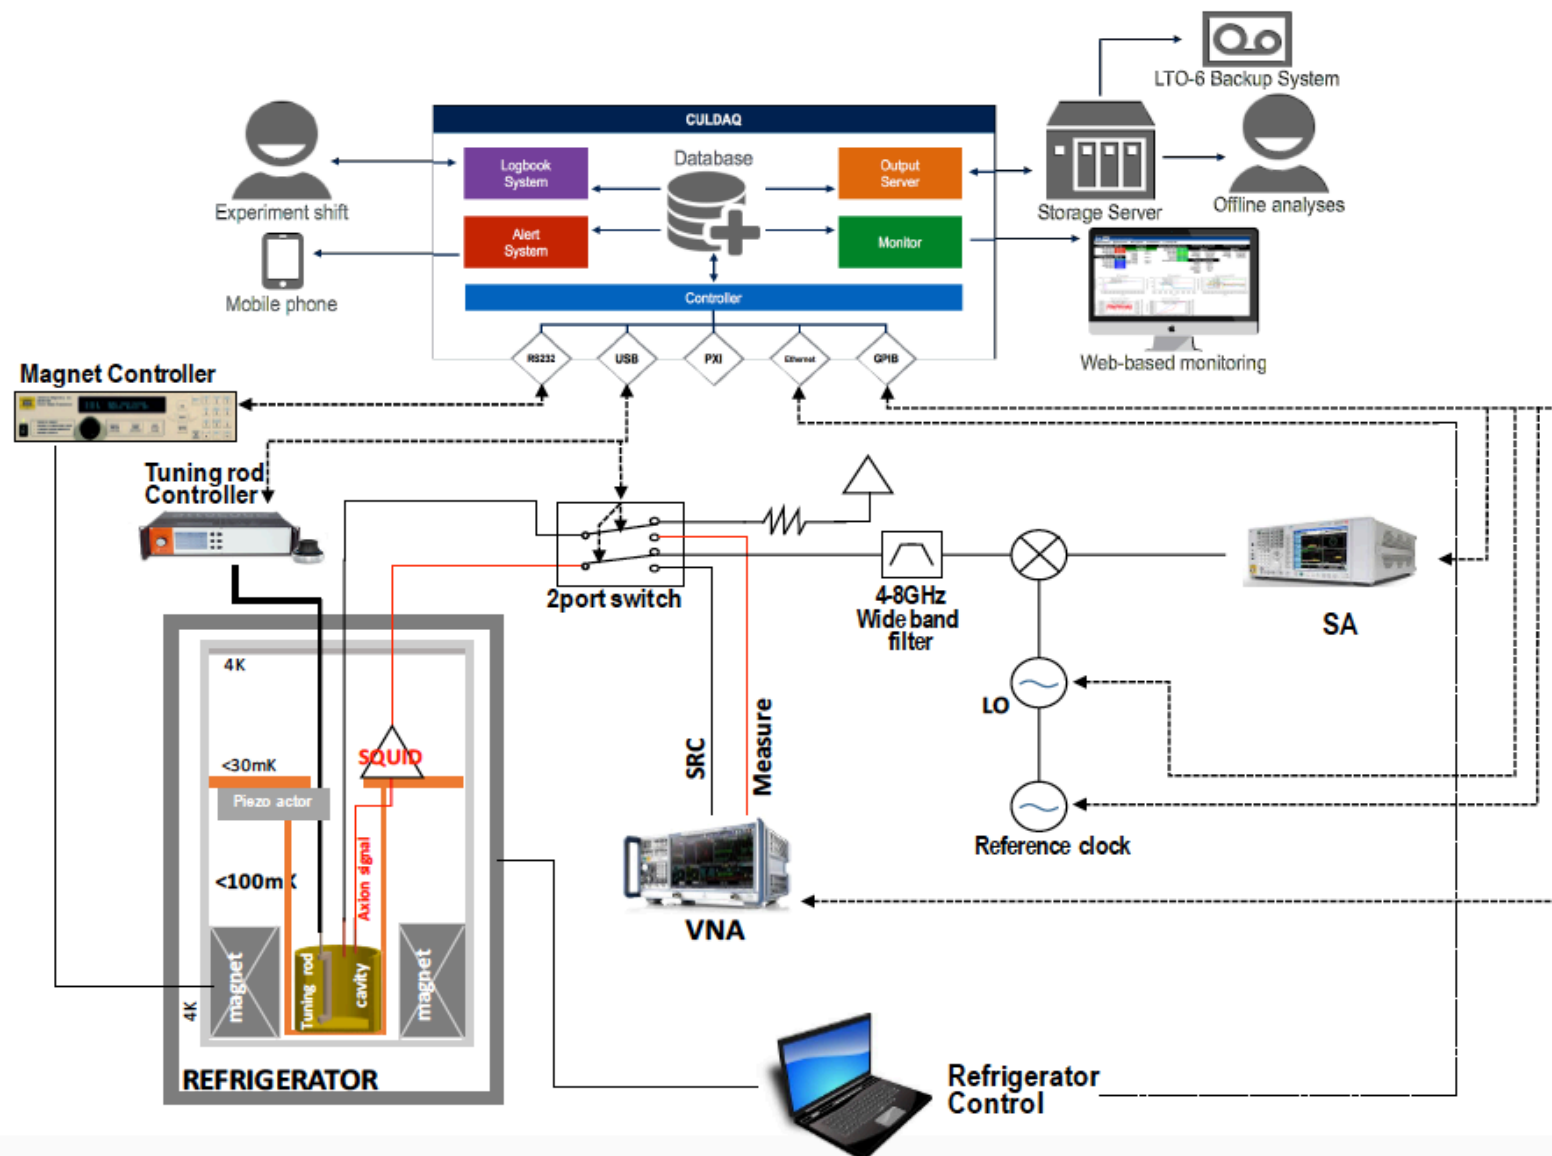 LTO-6 Backup System
CULDAQ
Logbook
System
Database
Output
Server
Experiment shift
Storage Server
Offline analyses
Alert
System
Monitor
Mobile phone
Controller
RS232
USB
PXI
Ethernet
GPIB
Web-based monitoring
Magnet Controller
Tuning rod
Controller
2port switch
4-8GHz
Wide band
filter
SA
4K
LO
SRC
Measure
SQUID
<30mK
Piezo actor
Reference clock
<100mK
Axion signal
VNA
magnet
Tuning rod
cavity
magnet
4K
REFRIGERATOR
Refrigerator
Control